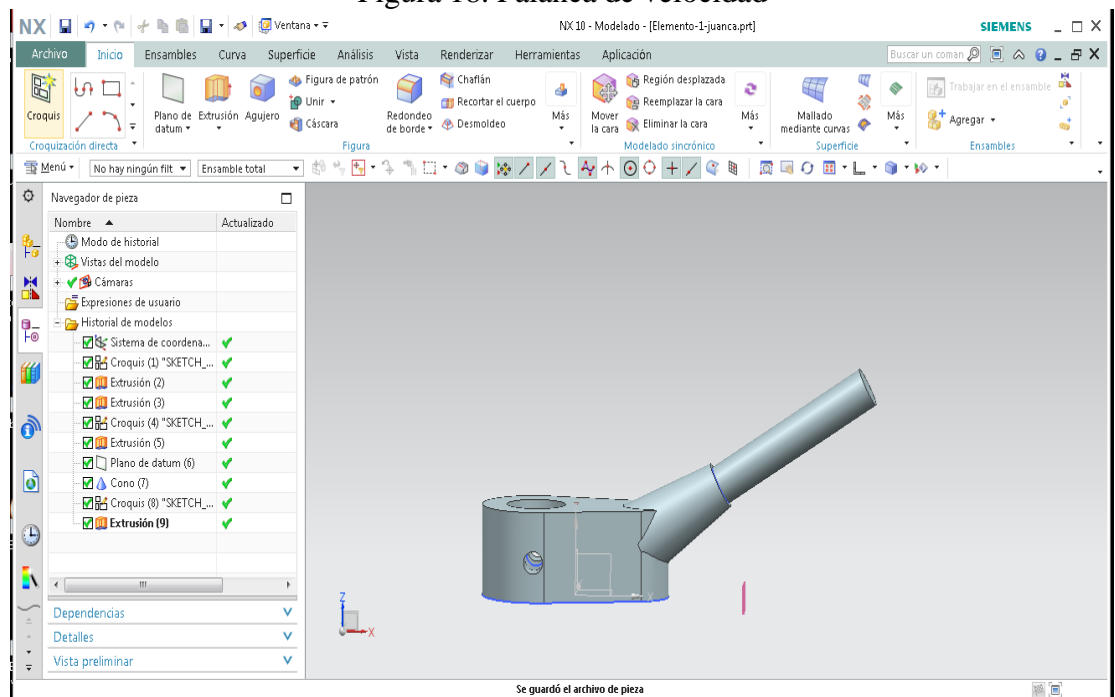 Figura 18. Palanca de velocidad
NX Ventana NX 10 - Modelado - [Elemento-1-juanca.prt] SIEMENS
Archivo Inicio Ensambles Curva Superficie Análisis Vista Renderizar Herramientas Aplicación Buscar un coman
Croquis
Plano de datum
Extrusión
Agujero
Figura de patrón
Unir
Cáscara
Redondeo de borde
Chaflán
Recortar el cuerpo
Desmoldeo
Más
Mover la cara
Región desplazada
Reemplazar la cara
Eliminar la cara
Más
Mallado mediante curvas
Más
Trabajar en el ensamble
Agregar
Croquización directa Figura Modelado sincrónico Superficie Ensambles
Menú No hay ningún filt Ensamble total
Navegador de pieza
Nombre Actualizado
Modo de historial
Vistas del modelo
Cámaras
Expresiones de usuario
Historial de modelos
Sistema de coordena...
Croquis (1) "SKETCH_...
Extrusión (2)
Extrusión (3)
Croquis (4) "SKETCH_...
Extrusión (5)
Plano de datum (6)
Cono (7)
Croquis (8) "SKETCH_...
Extrusión (9)
Dependencias
Detalles
Vista preliminar
Z
X
X
Se guardó el archivo de pieza